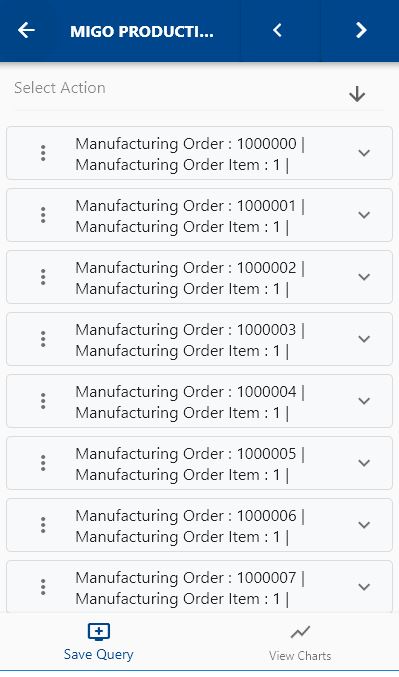 MIGO PRODUCTI...
Select Action
Manufacturing Order : 1000000 |
Manufacturing Order Item : 1 |
Manufacturing Order : 1000001 |
Manufacturing Order Item : 1 |
Manufacturing Order : 1000002 |
Manufacturing Order Item : 1 |
Manufacturing Order : 1000003 |
Manufacturing Order Item : 1 |
Manufacturing Order : 1000004 |
Manufacturing Order Item : 1 |
Manufacturing Order : 1000005 |
Manufacturing Order Item : 1 |
Manufacturing Order : 1000006 |
Manufacturing Order Item : 1 |
Manufacturing Order : 1000007 |
Manufacturing Order Item : 1 |
Save Query
View Charts